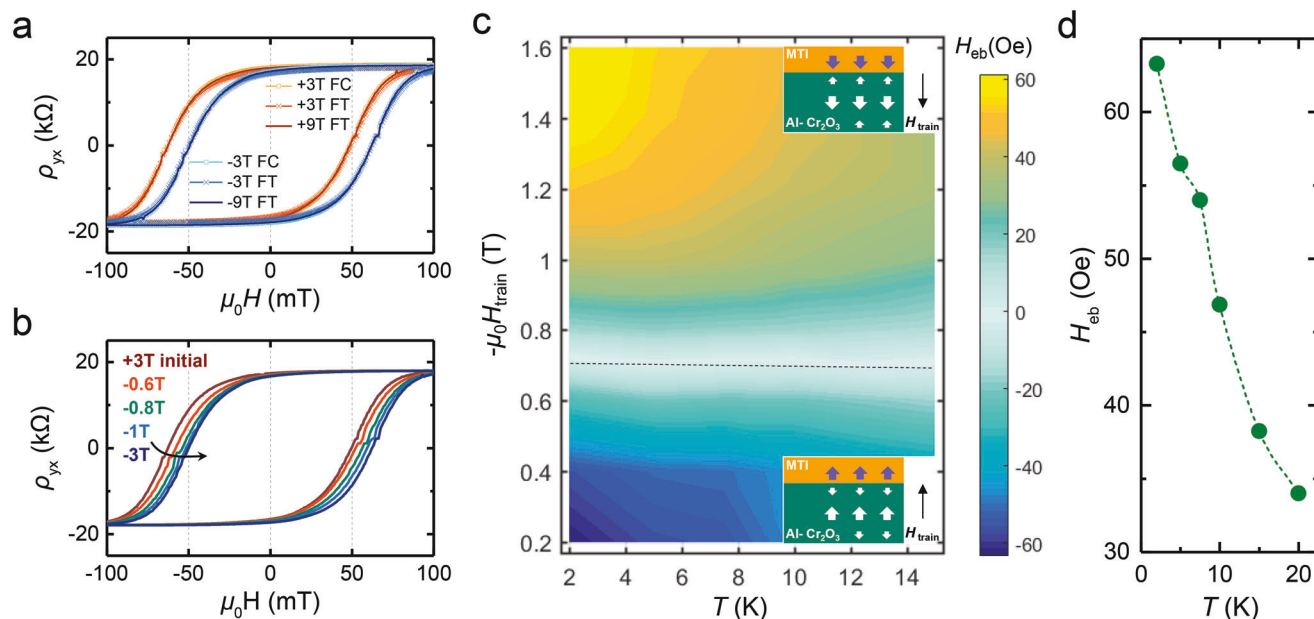 a
20
0
-20
ρyx (kΩ)
+3T FC
+3T FT
+9T FT
-3T FC
-3T FT
-9T FT
-100 -50 0 50 100
μ0H (mT)
b
20
0
-20
ρyx (kΩ)
+3T initial
-0.6T
-0.8T
-1T
-3T
-100 -50 0 50 100
μ0H (mT)
c
1.6
1.4
1.2
1
0.8
0.6
0.4
0.2
-μ0Htrain (T)
MTI
Al- Cr2O3
Htrain
MTI
Al- Cr2O3
Htrain
2 4 6 8 10 12 14
T (K)
Heb(Oe)
60
40
20
0
-20
-40
-60
d
60
50
40
30
Heb (Oe)
0 10 20
T (K)